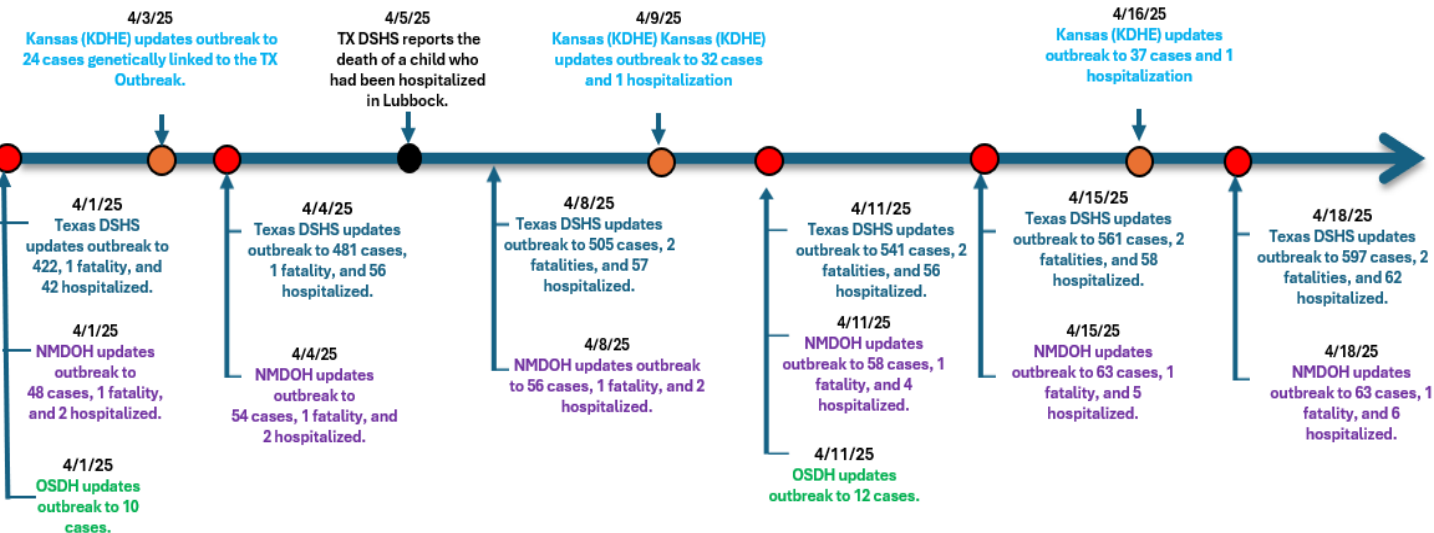 4/3/25
Kansas (KDHE) updates outbreak to
24 cases genetically linked to the TX
Outbreak.
4/5/25
TX DSHS reports the
death of a child who
had been hospitalized
in Lubbock.
4/9/25
Kansas (KDHE) Kansas (KDHE)
updates outbreak to 32 cases
and 1 hospitalization
4/16/25
Kansas (KDHE) updates
outbreak to 37 cases and 1
hospitalization
4/1/25
Texas DSHS
updates outbreak to
422, 1 fatality, and
42 hospitalized.
4/1/25
NMDOH updates
outbreak to
48 cases, 1 fatality,
and 2 hospitalized.
4/1/25
OSDH updates
outbreak to 10
cases.
4/4/25
Texas DSHS updates
outbreak to 481 cases,
1 fatality, and 56
hospitalized.
4/4/25
NMDOH updates
outbreak to
54 cases, 1 fatality, and
2 hospitalized.
4/8/25
Texas DSHS updates
outbreak to 505 cases, 2
fatalities, and 57
hospitalized.
4/8/25
NMDOH updates outbreak
to 56 cases, 1 fatality, and 2
hospitalized.
4/11/25
Texas DSHS updates
outbreak to 541 cases, 2
fatalities, and 56
hospitalized.
4/11/25
NMDOH updates
outbreak to 58 cases, 1
fatality, and 4
hospitalized.
4/11/25
OSDH updates
outbreak to 12 cases.
4/15/25
Texas DSHS updates
outbreak to 561 cases, 2
fatalities, and 58
hospitalized.
4/15/25
NMDOH updates
outbreak to 63 cases, 1
fatality, and 5
hospitalized.
4/18/25
Texas DSHS updates
outbreak to 597 cases, 2
fatalities, and 62
hospitalized.
4/18/25
NMDOH updates
outbreak to 63 cases, 1
fatality, and 6
hospitalized.